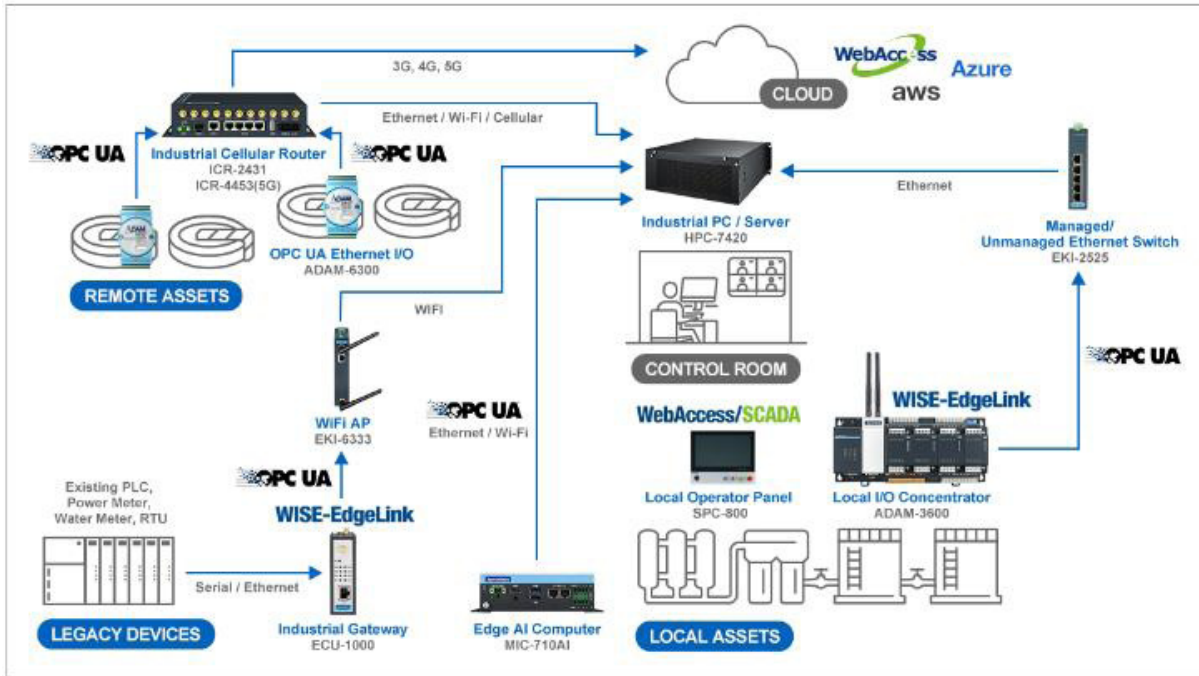 3G, 4G, 5G
WebAccess
Azure
aws
CLOUD
Ethernet / Wi-Fi / Cellular
OPC UA
OPC UA
Industrial Cellular Router
ICR-2431
ICR-4453(5G)
ADAM
ADAM
OPC UA Ethernet I/O
ADAM-6300
REMOTE ASSETS
Industrial PC / Server
HPC-7420
Ethernet
Managed/
Unmanaged Ethernet Switch
EKI-2525
WIFI
CONTROL ROOM
OPC UA
WiFi AP
EKI-6333
OPC UA
Ethernet / Wi-Fi
WebAccess/SCADA
WISE-EdgeLink
Local Operator Panel
SPC-800
Local I/O Concentrator
ADAM-3600
OPC UA
Existing PLC,
Power Meter,
Water Meter, RTU
WISE-EdgeLink
Serial / Ethernet
LEGACY DEVICES
Industrial Gateway
ECU-1000
Edge AI Computer
MIC-710AI
LOCAL ASSETS